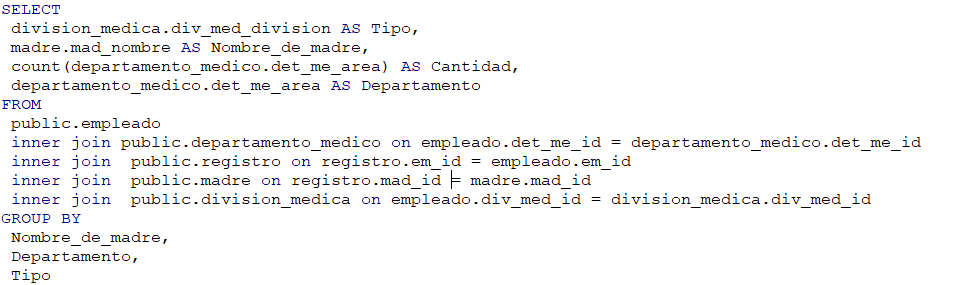 SELECT
division_medica.div_med_division AS Tipo,
madre.mad_nombre AS Nombre_de_madre,
count(departamento_medico.det_me_area) AS Cantidad,
departamento_medico.det_me_area AS Departamento
FROM
public.empleado
inner join public.departamento_medico on empleado.det_me_id = departamento_medico.det_me_id
inner join  public.registro on registro.em_id = empleado.em_id
inner join  public.madre on registro.mad_id = madre.mad_id
inner join  public.division_medica on empleado.div_med_id = division_medica.div_med_id
GROUP BY
Nombre_de_madre,
Departamento,
Tipo